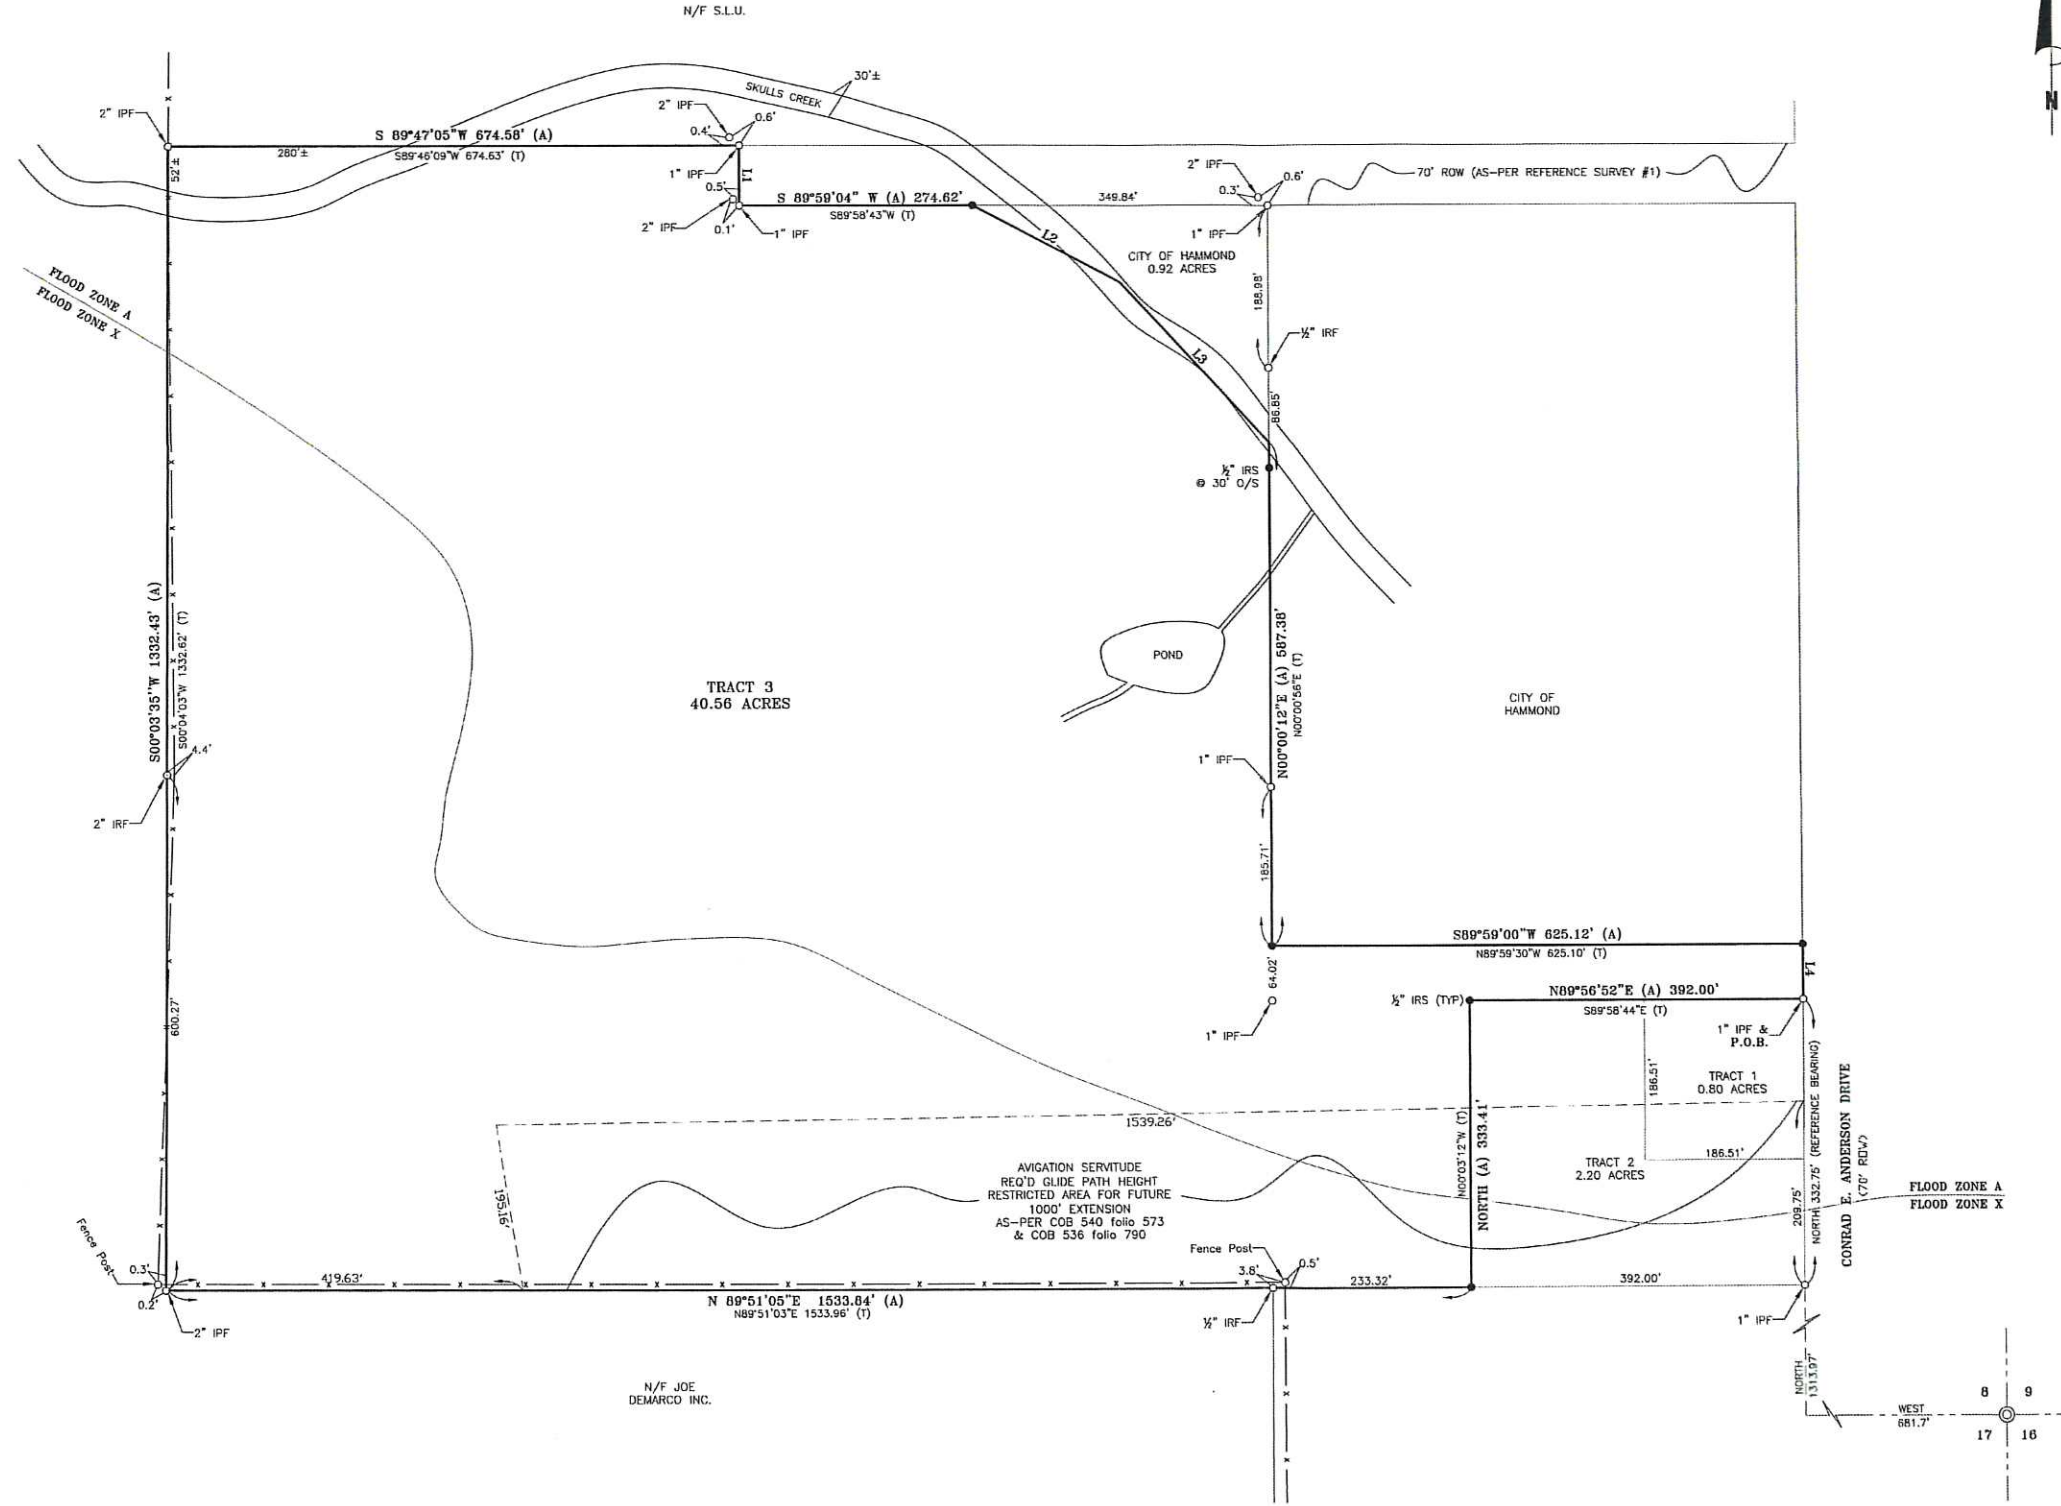 N/F S.L.U.
30'±
SKULLS CREEK
2" IPF
2" IPF
0.6'
0.4'
S 89°47'05"W 674.58' (A)
280'±
S89°46'09"W 674.63' (T)
52'±
1" IPF
L1
0.5'
2" IPF
0.1'
1" IPF
S 89°59'04" W (A) 274.62'
S89°58'43"W (T)
349.84'
2" IPF
0.6'
0.3'
1" IPF
70' ROW (AS-PER REFERENCE SURVEY #1)
N
L2
CITY OF HAMMOND
0.92 ACRES
188.98'
FLOOD ZONE A
FLOOD ZONE X
½" IRF
L3
86.85'
½" IRS
@ 30' O/S
S00°03'35"W 1332.43' (A)
S00°04'03"W 1332.62' (T)
POND
N00°00'12"E (A) 587.38'
N00°00'56"E (T)
TRACT 3
40.56 ACRES
CITY OF
HAMMOND
4.4'
2" IRF
1" IPF
185.71'
S89°59'00"W 625.12' (A)
N89°59'30"W 625.10' (T)
L4
64.02'
½" IRS (TYP)
N89°56'52"E (A) 392.00'
S89°58'44"E (T)
1" IPF
1" IPF &
P.O.B.
600.27'
186.51'
TRACT 1
0.80 ACRES
1539.26'
N00°03'12"W (T)
NORTH (A) 333.41'
TRACT 2
2.20 ACRES
186.51'
209.75'
NORTH 332.75' (REFERENCE BEARING)
CONRAD E. ANDERSON DRIVE
(70' ROW)
195.16'
AVIGATION SERVITUDE
REQ'D GLIDE PATH HEIGHT
RESTRICTED AREA FOR FUTURE
1000' EXTENSION
AS-PER COB 540 folio 573
& COB 536 folio 790
FLOOD ZONE A
FLOOD ZONE X
Fence Post
0.3'
0.2'
2" IPF
419.63'
N 89°51'05"E 1533.84' (A)
N89°51'03"E 1533.96' (T)
Fence Post
3.8'
0.5'
½" IRF
233.32'
392.00'
1" IPF
N/F JOE
DEMARCO INC.
NORTH
1313.97'
WEST
681.7'
8
9
17
16